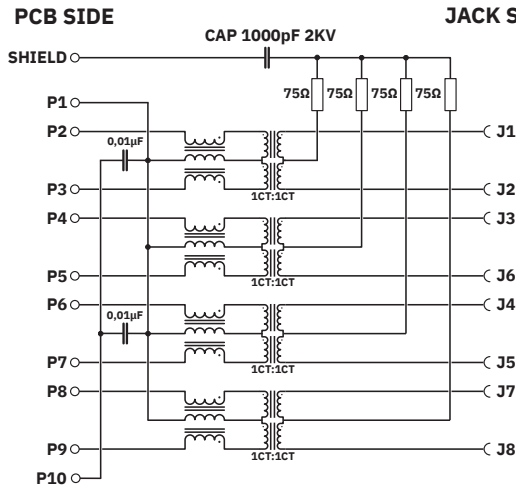 PCB SIDE
JACK S
CAP 1000pF 2KV
SHIELD
75Ω 75Ω 75Ω 75Ω
P1
P2
J1
0,01µF
P3
J2
1CT:1CT
P4
J3
P5
J6
1CT:1CT
P6
J4
0,01µF
P7
J5
1CT:1CT
P8
J7
P9
J8
1CT:1CT
P10